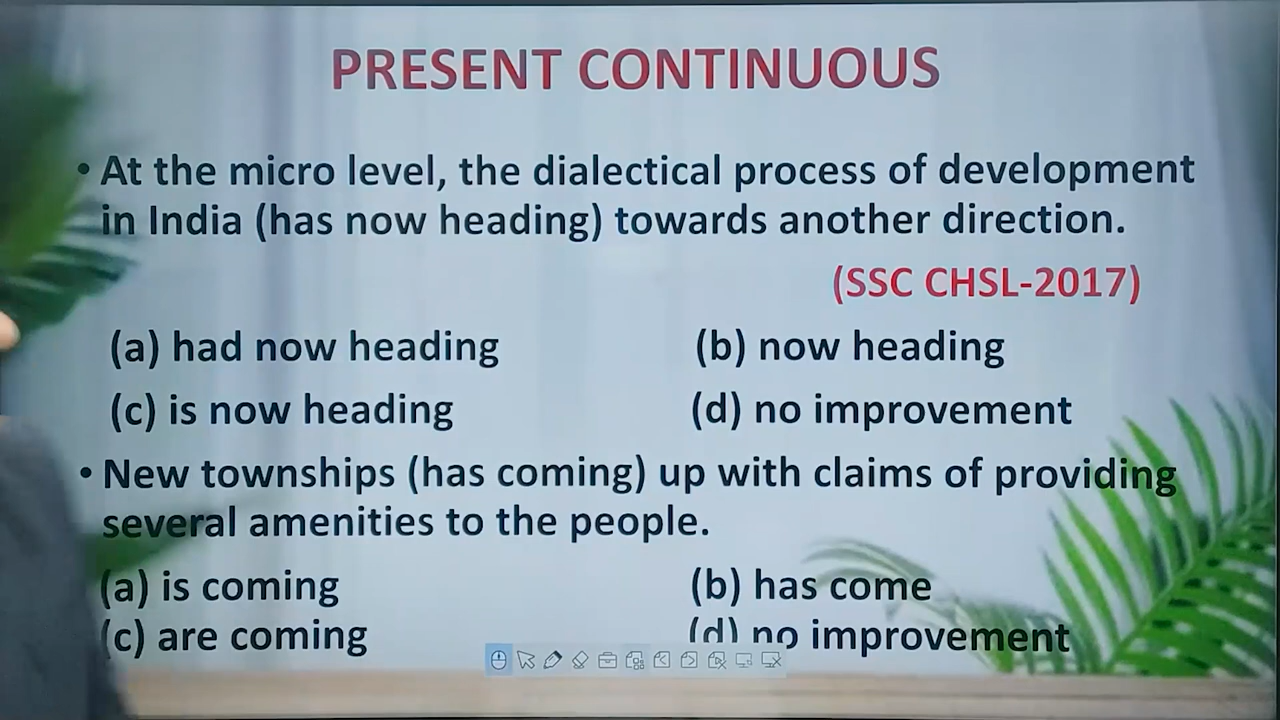 PRESENT CONTINUOUS
• At the micro level, the dialectical process of development
in India (has now heading) towards another direction.
(SSC CHSL-2017)
(a) had now heading (b) now heading
(c) is now heading (d) no improvement
• New townships (has coming) up with claims of providing
several amenities to the people.
(a) is coming (b) has come
(c) are coming (d) no improvement